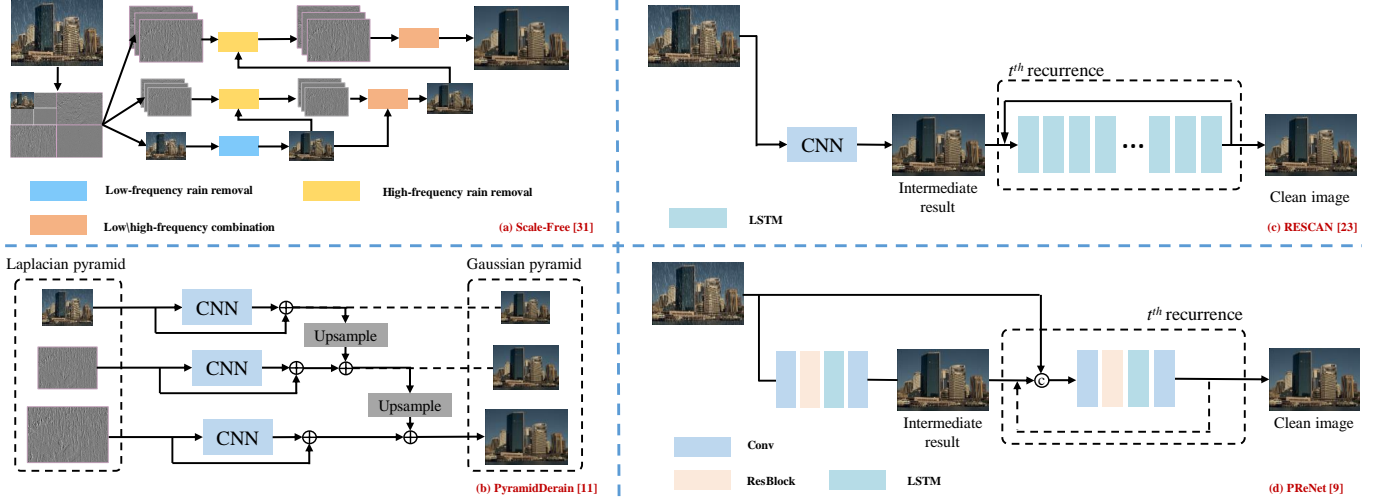 Low-frequency rain removal
High-frequency rain removal
Low\high-frequency combination
(a) Scale-Free [31]
CNN
Intermediate
result
t^th recurrence
...
Clean image
LSTM
(c) RESCAN [23]
Laplacian pyramid
Gaussian pyramid
CNN
Upsample
CNN
Upsample
CNN
(b) PyramidDerain [11]
t^th recurrence
c
Intermediate
result
Clean image
Conv
ResBlock
LSTM
(d) PReNet [9]